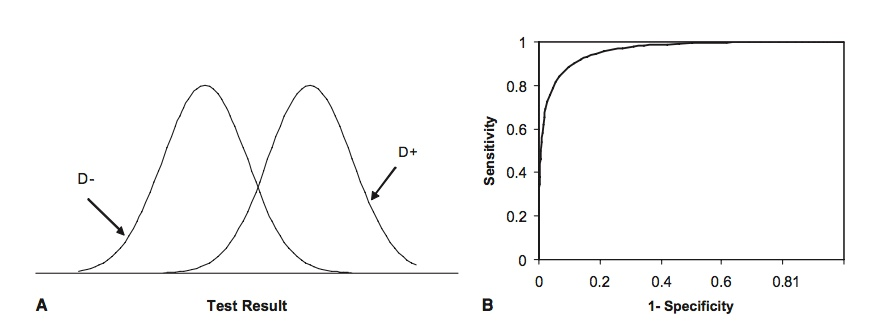 D-
D+
A
Test Result
Sensitivity
1
0.8
0.6
0.4
0.2
0
0 0.2 0.4 0.6 0.81
B
1- Specificity